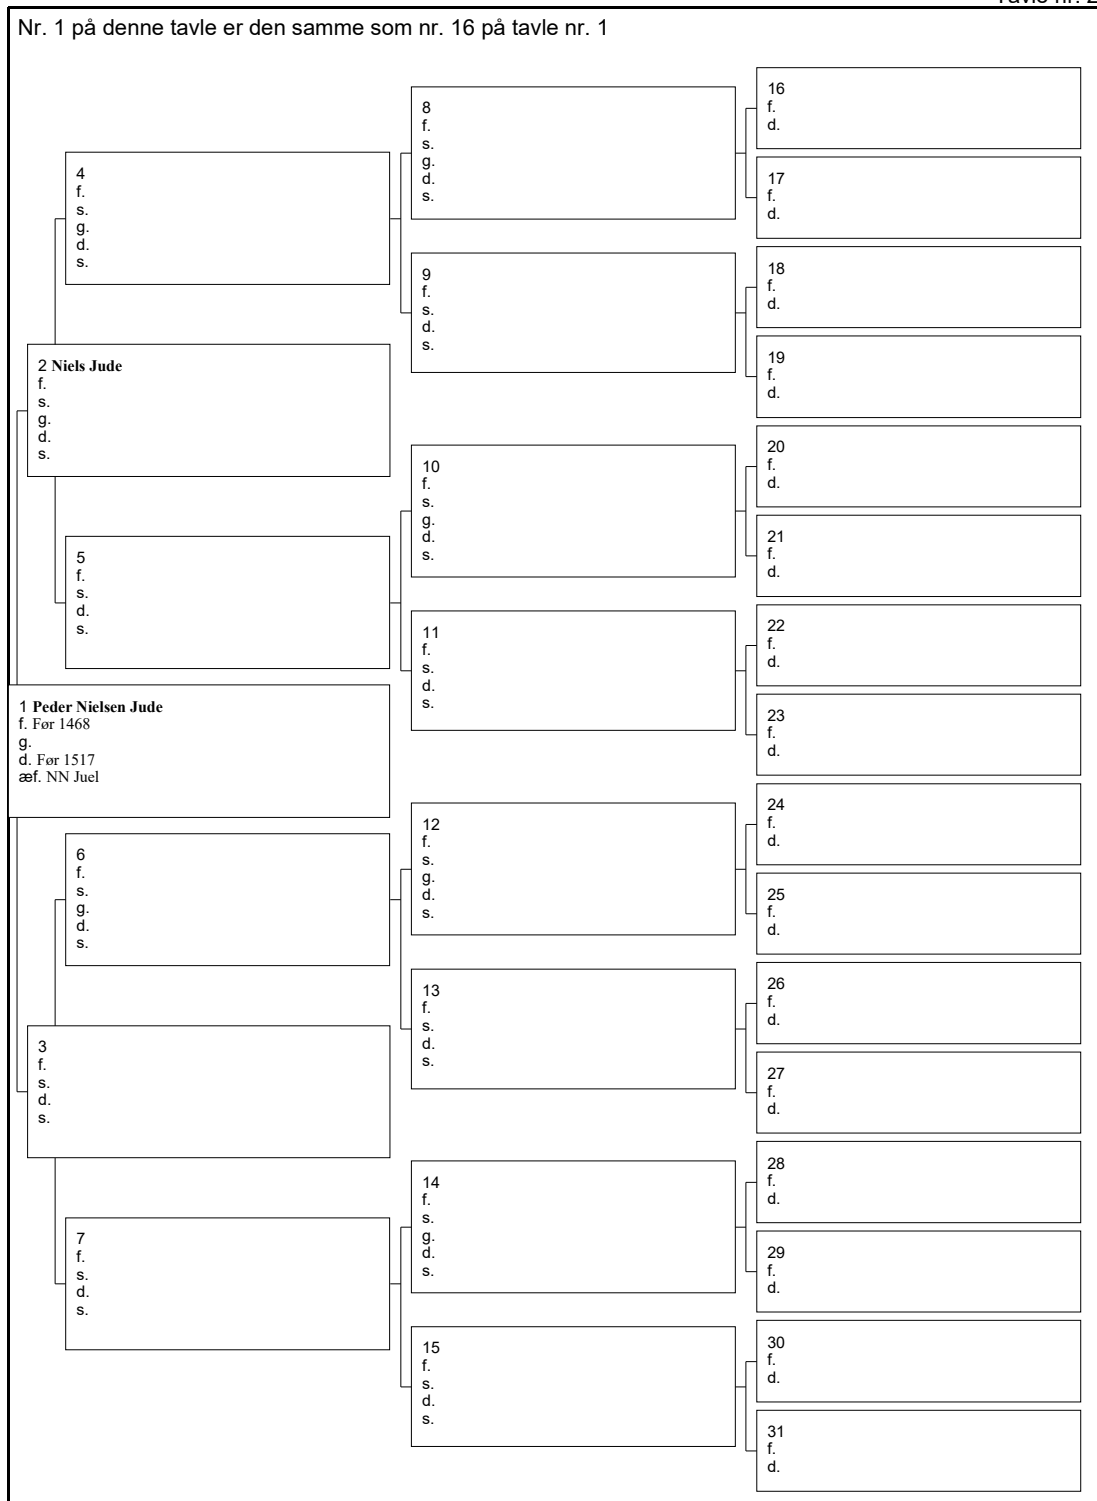 Tavle nr. 2
Nr. 1 på denne tavle er den samme som nr. 16 på tavle nr. 1
16
f.
d.
8
f.
s.
g.
d.
s.
17
f.
d.
4
f.
s.
g.
d.
s.
18
f.
d.
9
f.
s.
d.
s.
19
f.
d.
2 Niels Jude
f.
s.
g.
d.
s.
20
f.
d.
10
f.
s.
g.
d.
s.
21
f.
d.
5
f.
s.
d.
s.
22
f.
d.
11
f.
s.
d.
s.
23
f.
d.
1 Peder Nielsen Jude
f. Før 1468
g.
d. Før 1517
æf. NN Juel
24
f.
d.
12
f.
s.
g.
d.
s.
25
f.
d.
6
f.
s.
g.
d.
s.
26
f.
d.
13
f.
s.
d.
s.
27
f.
d.
3
f.
s.
d.
s.
28
f.
d.
14
f.
s.
g.
d.
s.
29
f.
d.
7
f.
s.
d.
s.
30
f.
d.
15
f.
s.
d.
s.
31
f.
d.